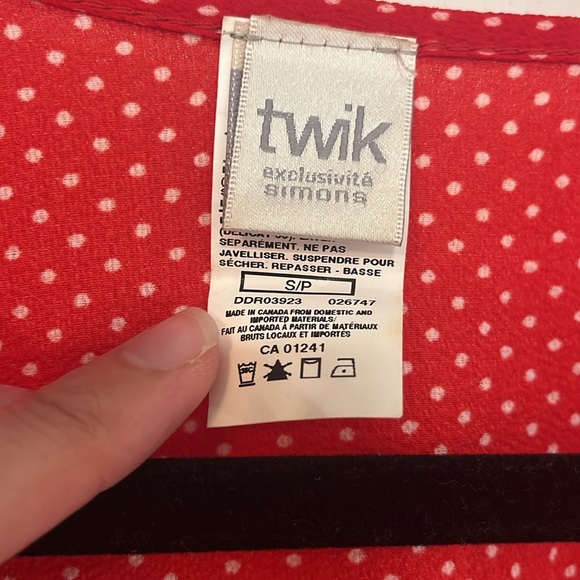 twik
exclusivité
simons
SEPARÉMENT. NE PAS
JAVELLISER. SUSPENDRE POUR
SÉCHER. REPASSER - BASSE
S/P
DDR03923 026747
MADE IN CANADA FROM DOMESTIC AND
IMPORTED MATERIALS/
FAIT AU CANADA A PARTIR DE MATÉRIAUX
BRUTS LOCAUX ET IMPORTÉS
CA 01241
30C